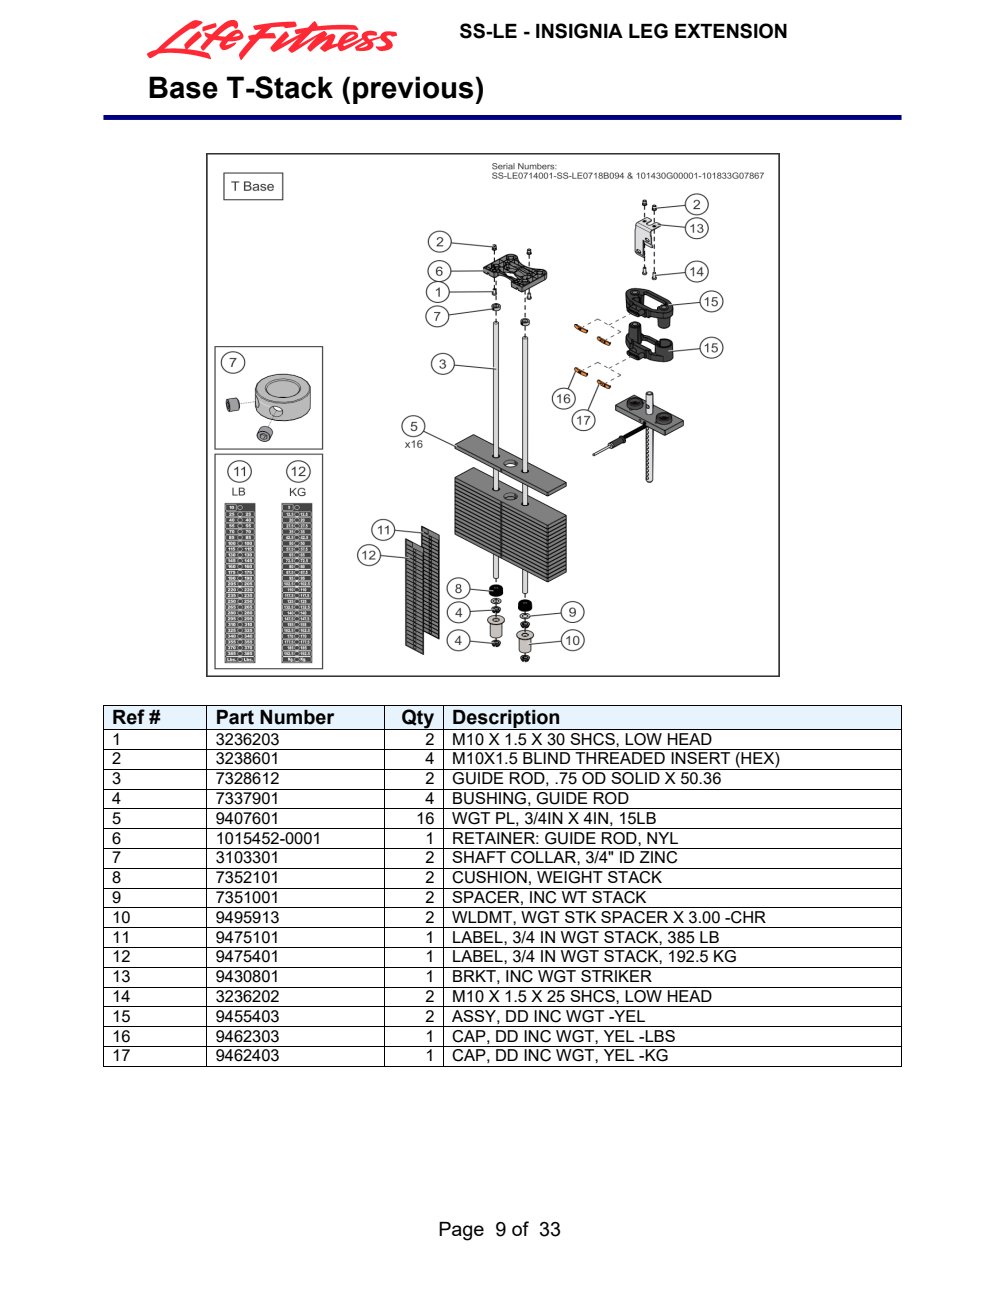 Life Fitness
SS-LE - INSIGNIA LEG EXTENSION
Base T-Stack (previous)
Serial Numbers:
SS-LE0714001-SS-LE0718B094 & 101430G00001-101833G07867
T Base
2
13
14
15
15
16
17
2
6
1
7
3
5
x16
7
11
12
LB
KG
11
12
8
4
4
9
10
Ref # Part Number Qty Description
1 3236203 2 M10 X 1.5 X 30 SHCS, LOW HEAD
2 3238601 4 M10X1.5 BLIND THREADED INSERT (HEX)
3 7328612 2 GUIDE ROD, .75 OD SOLID X 50.36
4 7337901 4 BUSHING, GUIDE ROD
5 9407601 16 WGT PL, 3/4IN X 4IN, 15LB
6 1015452-0001 1 RETAINER: GUIDE ROD, NYL
7 3103301 2 SHAFT COLLAR, 3/4" ID ZINC
8 7352101 2 CUSHION, WEIGHT STACK
9 7351001 2 SPACER, INC WT STACK
10 9495913 2 WLDMT, WGT STK SPACER X 3.00 -CHR
11 9475101 1 LABEL, 3/4 IN WGT STACK, 385 LB
12 9475401 1 LABEL, 3/4 IN WGT STACK, 192.5 KG
13 9430801 1 BRKT, INC WGT STRIKER
14 3236202 2 M10 X 1.5 X 25 SHCS, LOW HEAD
15 9455403 2 ASSY, DD INC WGT -YEL
16 9462303 1 CAP, DD INC WGT, YEL -LBS
17 9462403 1 CAP, DD INC WGT, YEL -KG
Page 9 of 33